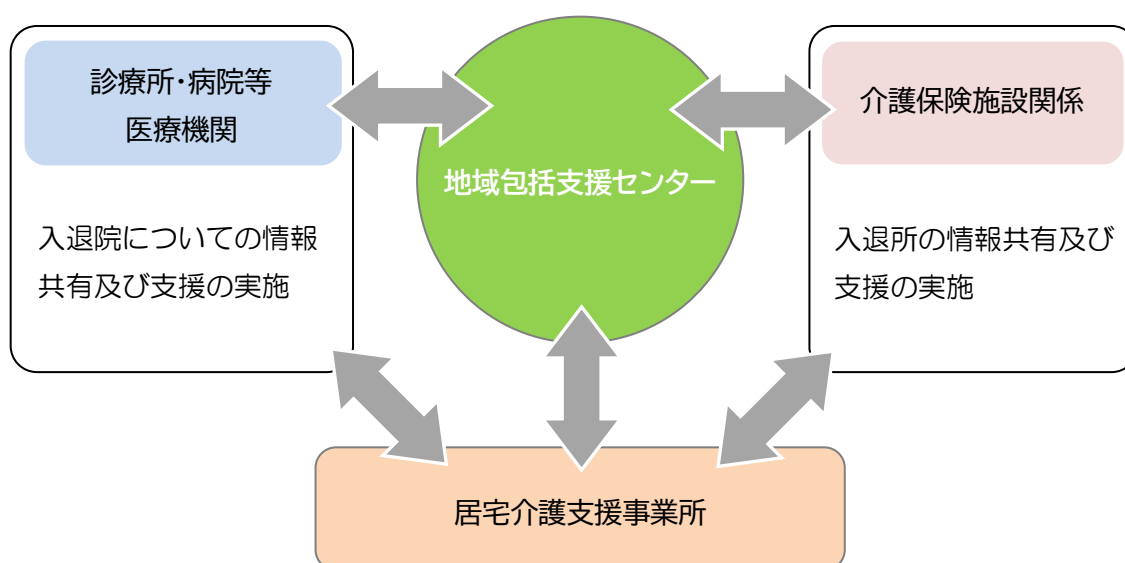 診療所・病院等
医療機関
入退院についての情報
共有及び支援の実施
地域包括支援センター
介護保険施設関係
入退所の情報共有及び
支援の実施
居宅介護支援事業所